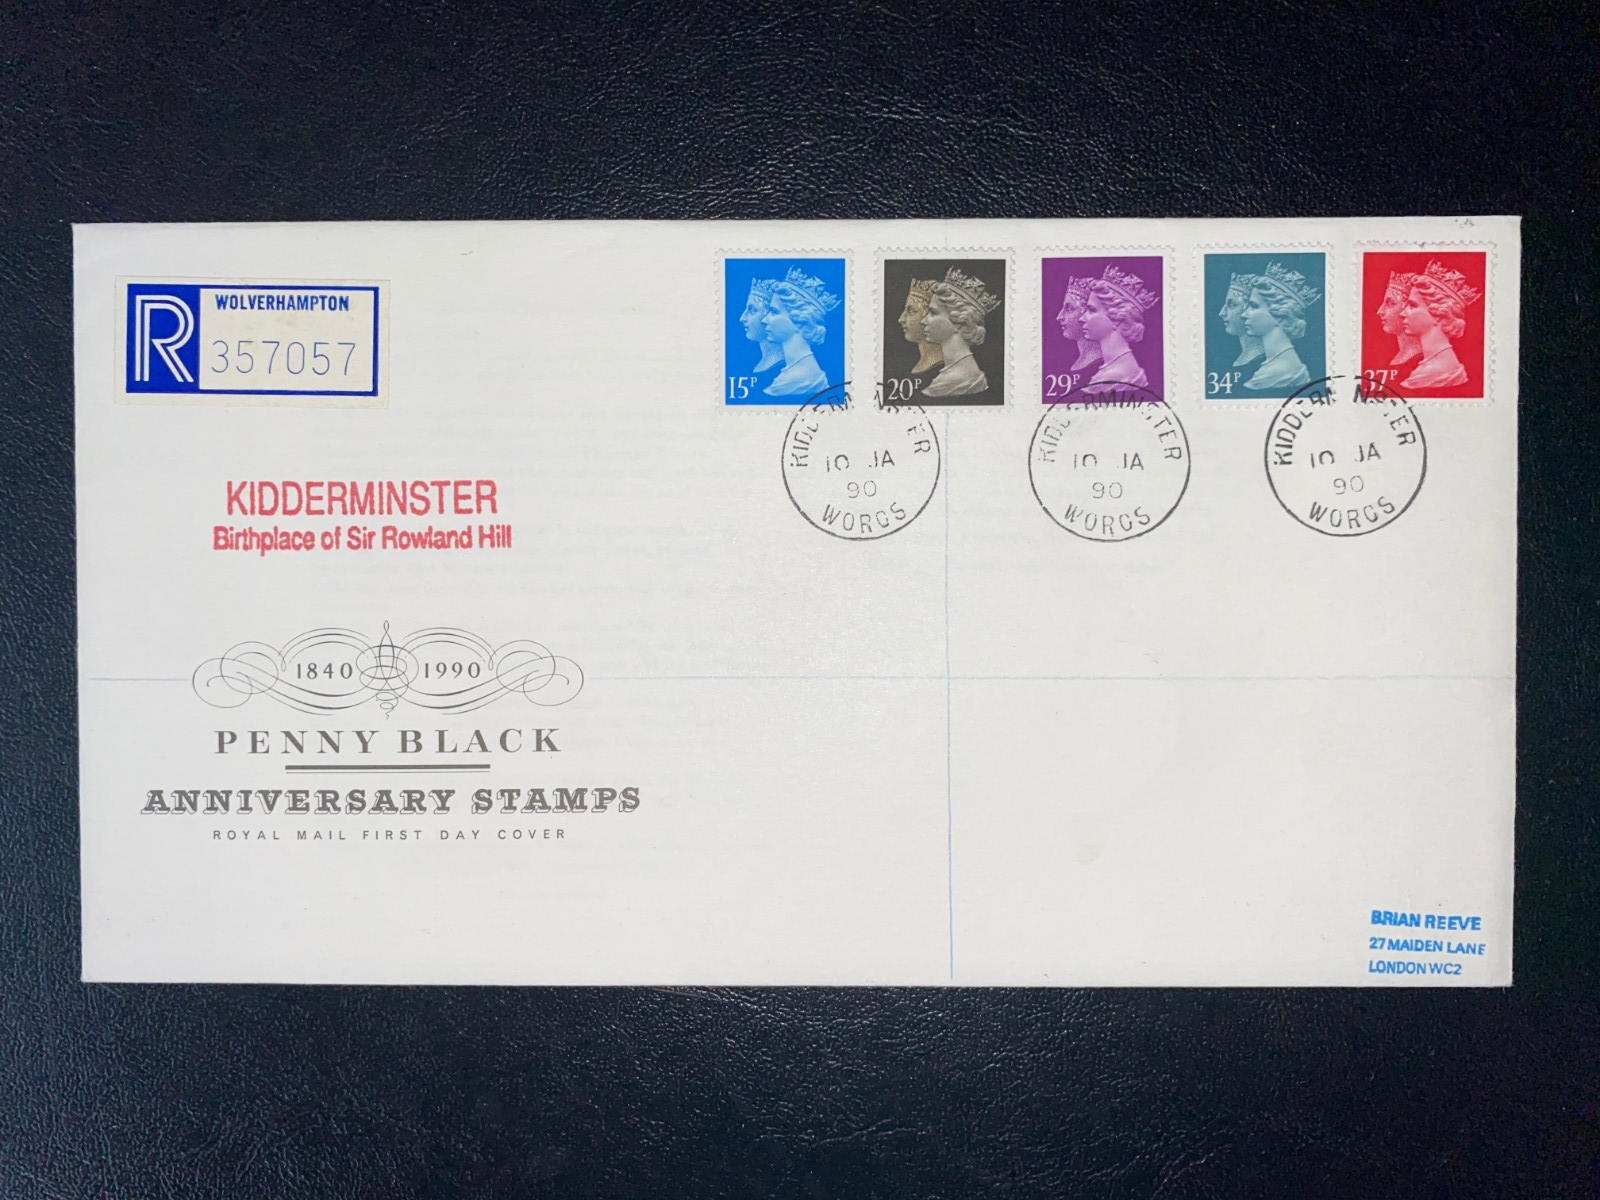 R
WOLVERHAMPTON
357057
15P
20P
29P
34P
37P
KIDDERMINSTER
10 JA
90
WORCS
KIDDERMINSTER
10 JA
90
WORCS
KIDDERMINSTER
10 JA
90
WORCS
KIDDERMINSTER
Birthplace of Sir Rowland Hill
1840 1990
PENNY BLACK
ANNIVERSARY STAMPS
ROYAL MAIL FIRST DAY COVER
BRIAN REEVE
27 MAIDEN LANE
LONDON WC2